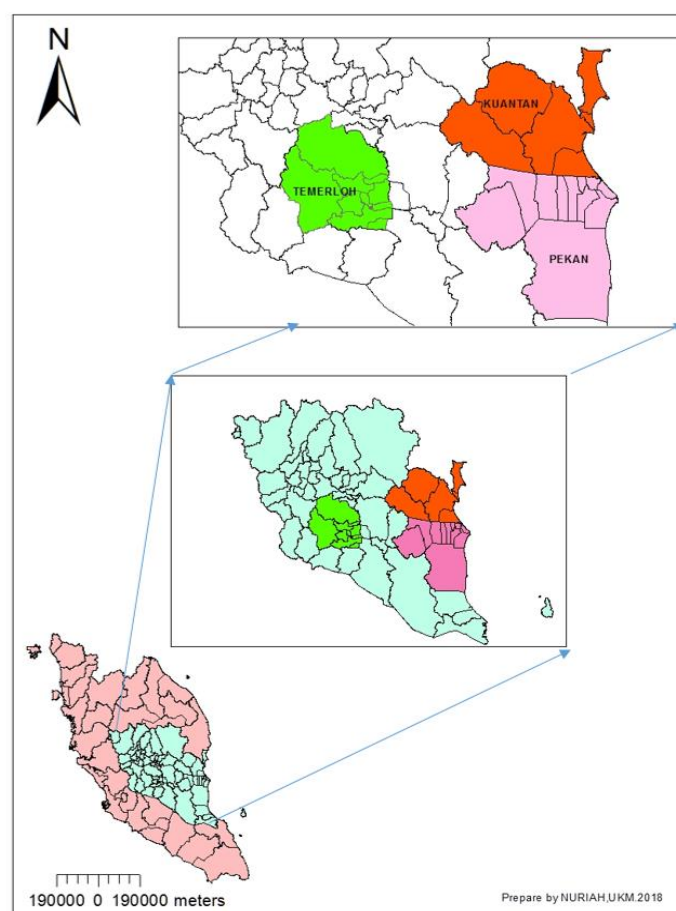 N
KUANTAN
TEMERLOH
PEKAN
190000 0 190000 meters
Prepare by NURIAH,UKM.2018